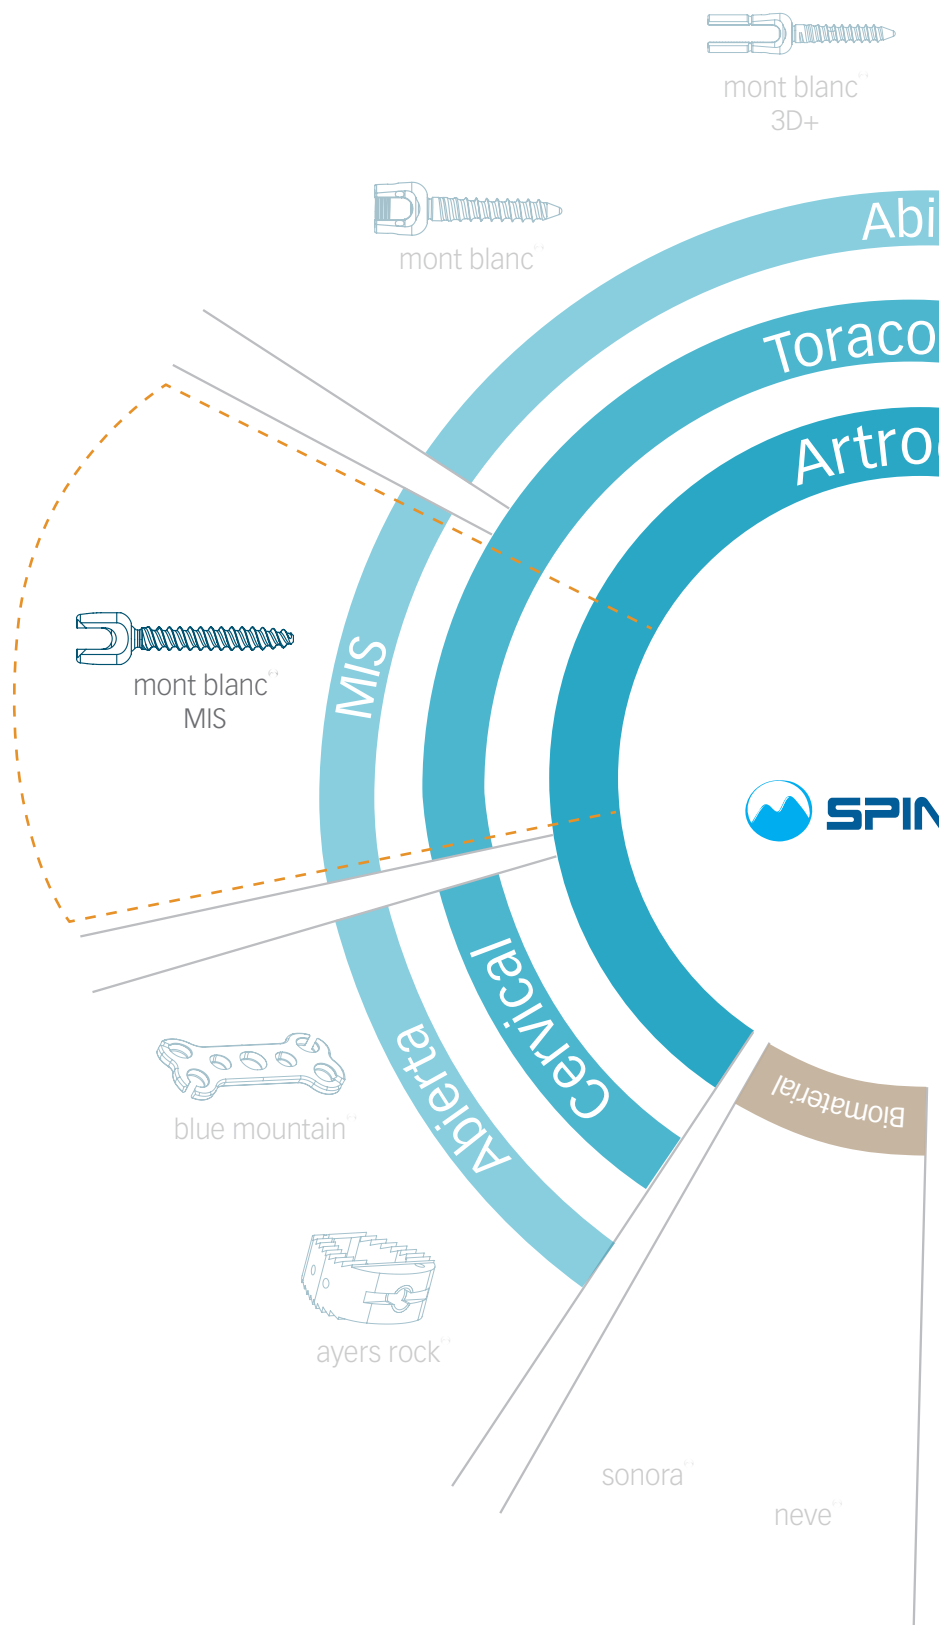 mont blanc
3D+
mont blanc
Abi
Toraco
Artro
MIS
mont blanc
MIS
SPIN
Cervical
Abierta
blue mountain
Biomaterial
ayers rock
sonora
neve